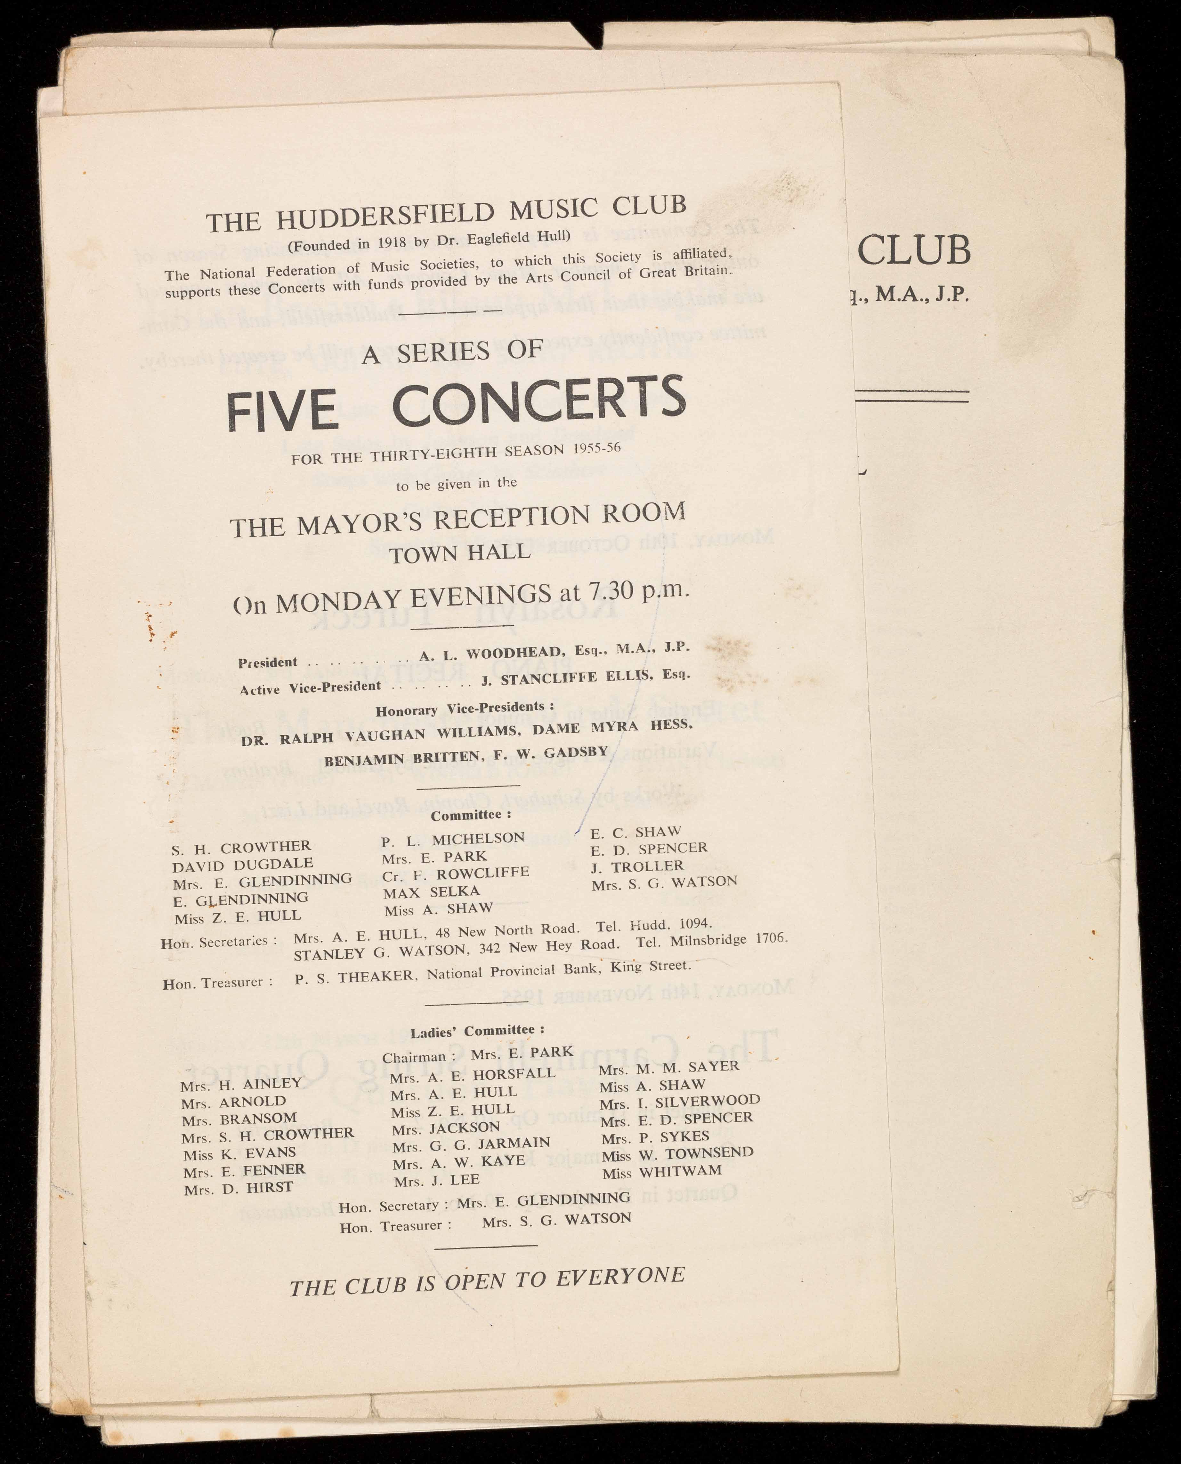 THE HUDDERSFIELD MUSIC CLUB
(Founded in 1918 by Dr. Eaglefield Hull)
The National Federation of Music Societies, to which this Society is affiliated,
supports these Concerts with funds provided by the Arts Council of Great Britain.
A SERIES OF
FIVE CONCERTS
FOR THE THIRTY-EIGHTH SEASON 1955-56
to be given in the
THE MAYOR'S RECEPTION ROOM
TOWN HALL
On MONDAY EVENINGS at 7.30 p.m.
President .. .. .. .. .. A. L. WOODHEAD, Esq., M.A., J.P.
Active Vice-President .. .. .. .. J. STANCLIFFE ELLIS, Esq.
Honorary Vice-Presidents :
DR. RALPH VAUGHAN WILLIAMS, DAME MYRA HESS,
BENJAMIN BRITTEN, F. W. GADSBY
Committee :
S. H. CROWTHER
DAVID DUGDALE
Mrs. E. GLENDINNING
E. GLENDINNING
Miss Z. E. HULL
P. L. MICHELSON
Mrs. E. PARK
Cr. F. ROWCLIFFE
MAX SELKA
Miss A. SHAW
E. C. SHAW
E. D. SPENCER
J. TROLLER
Mrs. S. G. WATSON
Hon. Secretaries : Mrs. A. E. HULL, 48 New North Road. Tel. Hudd. 1094.
STANLEY G. WATSON, 342 New Hey Road. Tel. Milnsbridge 1706.
Hon. Treasurer : P. S. THEAKER, National Provincial Bank, King Street.
Ladies' Committee :
Chairman : Mrs. E. PARK
Mrs. H. AINLEY
Mrs. ARNOLD
Mrs. BRANSOM
Mrs. S. H. CROWTHER
Miss K. EVANS
Mrs. E. FENNER
Mrs. D. HIRST
Mrs. A. E. HORSFALL
Mrs. A. E. HULL
Miss Z. E. HULL
Mrs. JACKSON
Mrs. G. G. JARMAIN
Mrs. A. W. KAYE
Mrs. J. LEE
Mrs. M. M. SAYER
Miss A. SHAW
Mrs. I. SILVERWOOD
Mrs. E. D. SPENCER
Mrs. P. SYKES
Miss W. TOWNSEND
Miss WHITWAM
Hon. Secretary : Mrs. E. GLENDINNING
Hon. Treasurer : Mrs. S. G. WATSON
THE CLUB IS OPEN TO EVERYONE
CLUB
M.A., J.P.